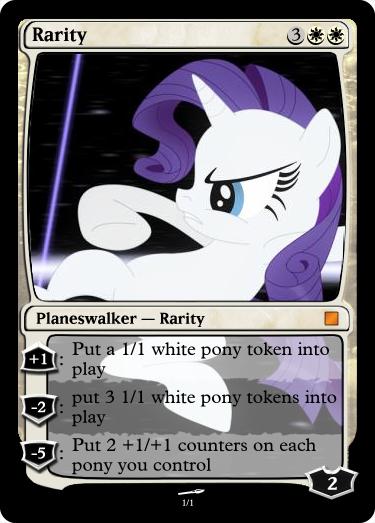 Rarity 3
Planeswalker — Rarity
+1: Put a 1/1 white pony token into
play
-2: put 3 1/1 white pony tokens into
play
-5: Put 2 +1/+1 counters on each
pony you control
2
1/1